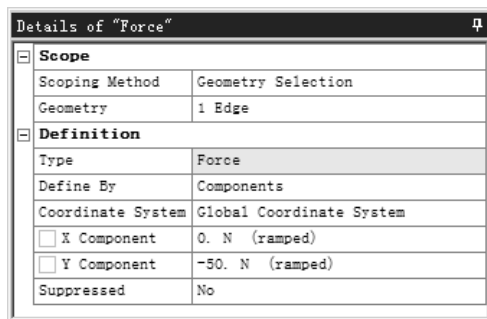 Details of "Force"
Scope
Scoping Method Geometry Selection
Geometry 1 Edge
Definition
Type Force
Define By Components
Coordinate System Global Coordinate System
X Component 0. N (ramped)
Y Component -50. N (ramped)
Suppressed No